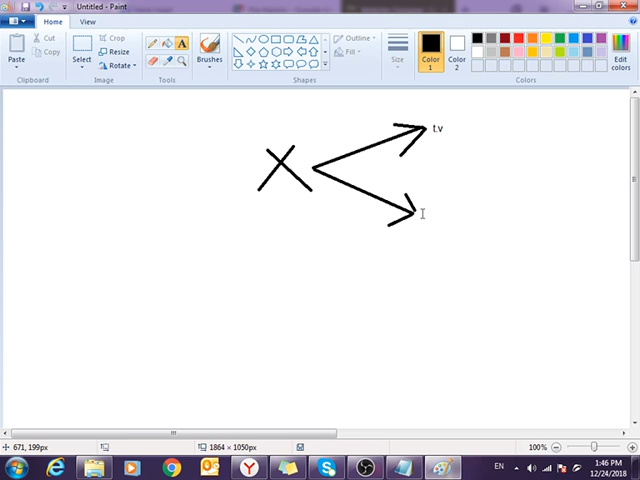 Untitled - Paint
Home
View
Paste
Cut
Copy
Clipboard
Select
Crop
Resize
Rotate
Image
A
Tools
Brushes
Shapes
Outline
Fill
Size
Color
1
Color
2
Colors
Edit
colors
X
t.v
671, 199px
1864 × 1050px
100%
EN
1:46 PM
12/24/2018